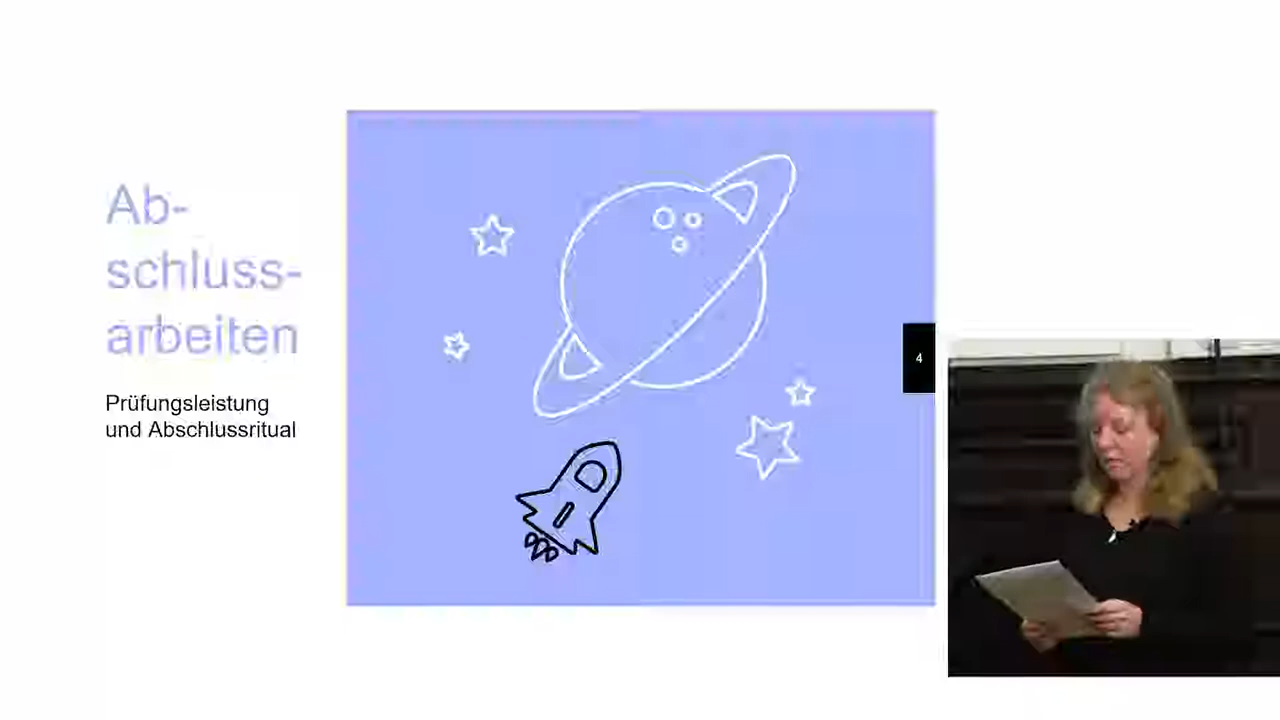 Ab-
schluss-
arbeiten
Prüfungsleistung
und Abschlussritual
4